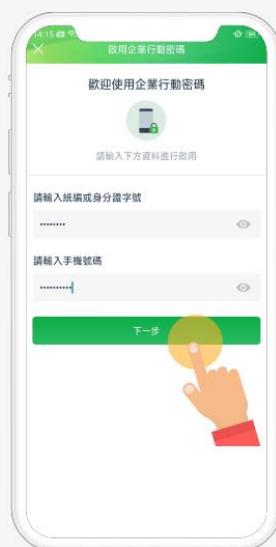 14:15
啟用企業行動密碼
歡迎使用企業行動密碼
請輸入下方資料進行啟用
請輸入統編或身分證字號
••••••••
請輸入手機號碼
••••••••••
下一步